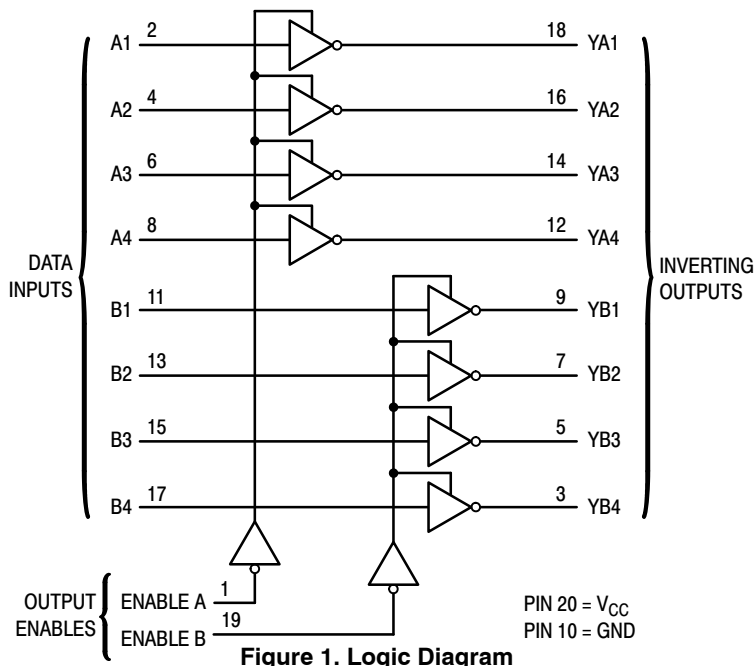 A1 2 18 YA1
A2 4 16 YA2
A3 6 14 YA3
A4 8 12 YA4
DATA
INPUTS
INVERTING
OUTPUTS
B1 11 9 YB1
B2 13 7 YB2
B3 15 5 YB3
B4 17 3 YB4
OUTPUT
ENABLES
ENABLE A 1
ENABLE B 19
PIN 20 = VCC
PIN 10 = GND
Figure 1. Logic Diagram